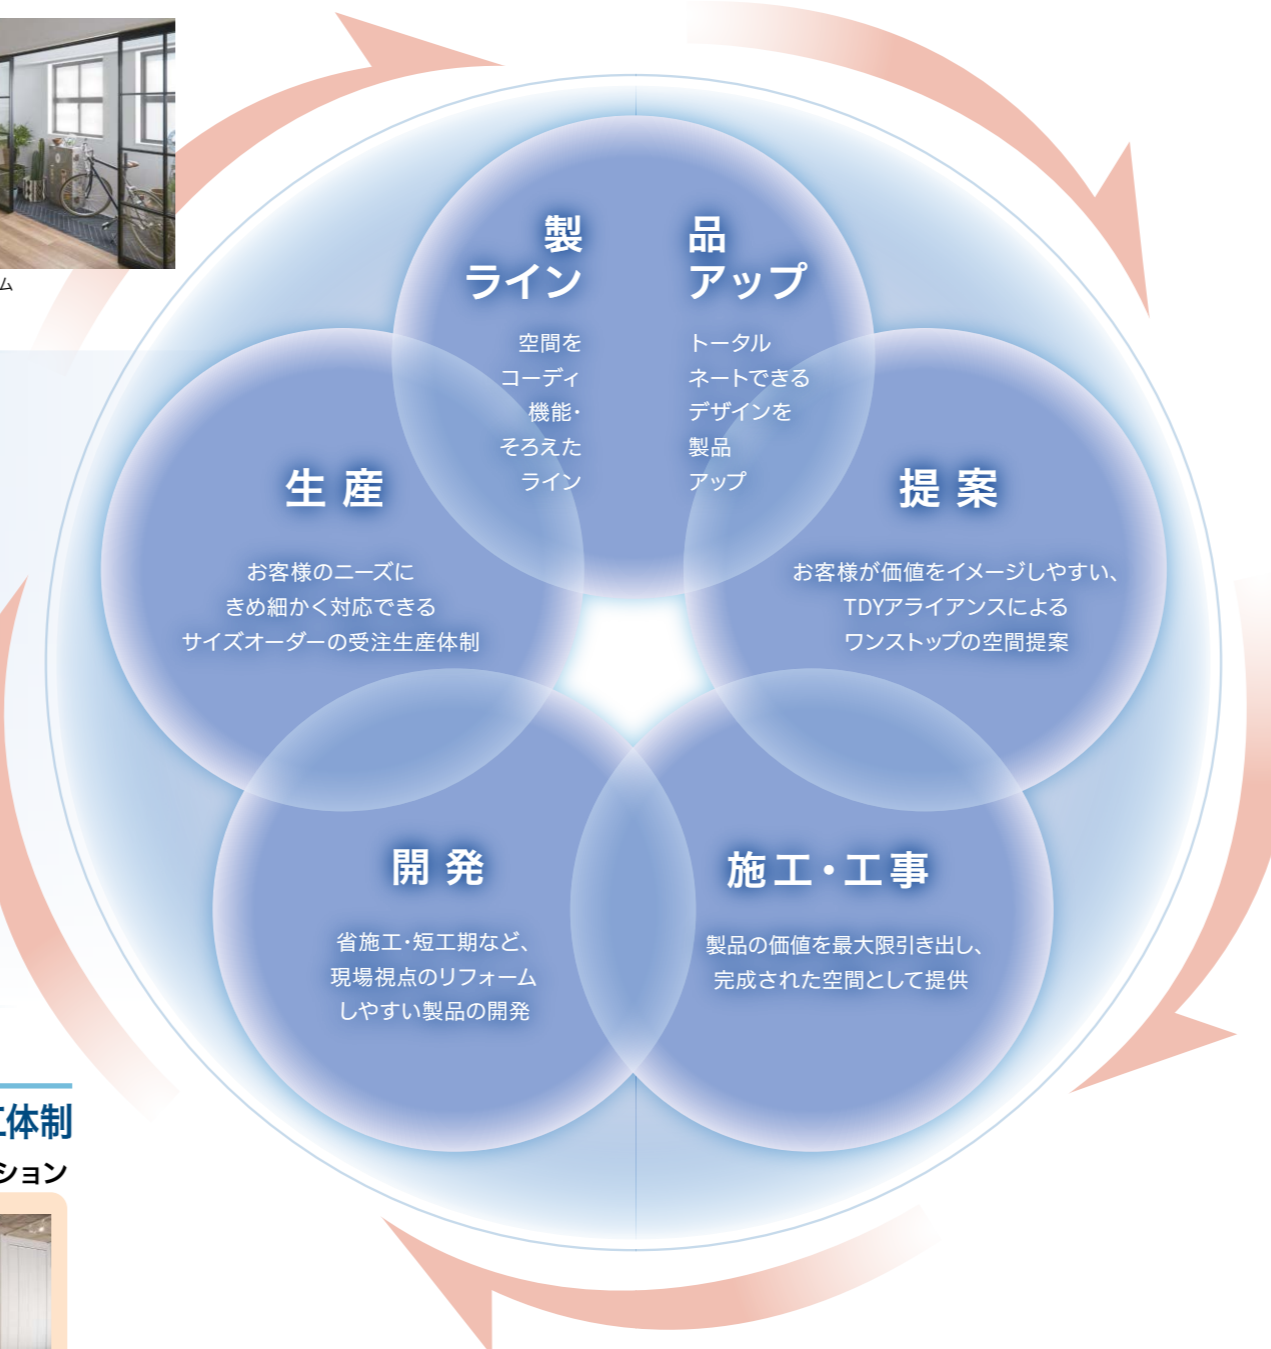 ム
製 品
ライン アップ
空間を トータル
コーディ ネートできる
機能・ デザインを
そろえた 製品
ライン アップ
生産
お客様のニーズに
きめ細かく対応できる
サイズオーダーの受注生産体制
提案
お客様が価値をイメージしやすい、
TDYアライアンスによる
ワンストップの空間提案
開発
省施工・短工期など、
現場視点のリフォーム
しやすい製品の開発
施工・工事
製品の価値を最大限引き出し、
完成された空間として提供
工体制
ション